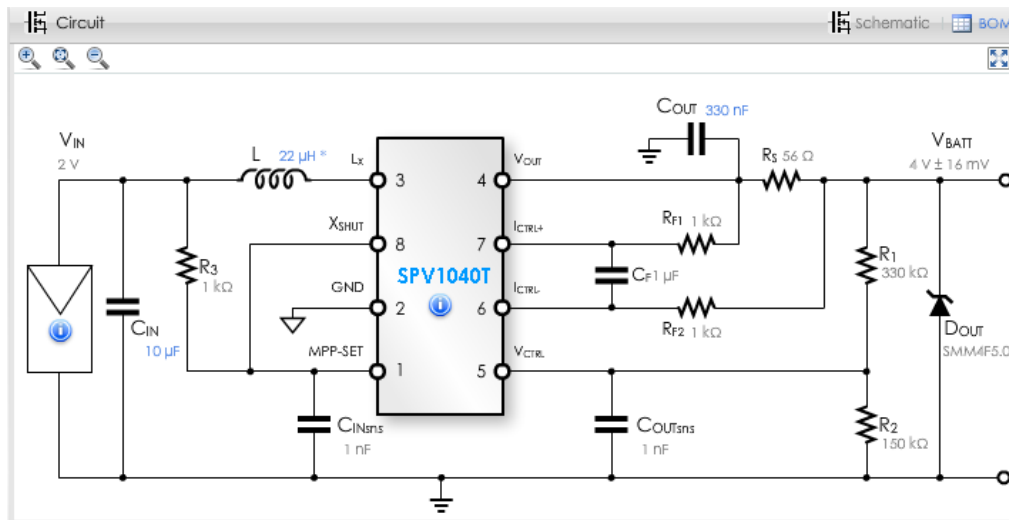 Circuit
Schematic
BOM
COUT 330 nF
VIN
2 V
L 22 µH *
LX
VOUT
RS 56 Ω
VBATT
4 V ± 16 mV
3
4
XSHUT
ICTRL+
RF1 1 kΩ
8
7
R3
1 kΩ
SPV1040T
CF 1 µF
R1
330 kΩ
GND
ICTRL-
2
6
CIN
10 µF
RF2 1 kΩ
DOUT
SMM4F5.0
MPP-SET
VCTRL
1
5
CINsns
1 nF
COUTsns
1 nF
R2
150 kΩ